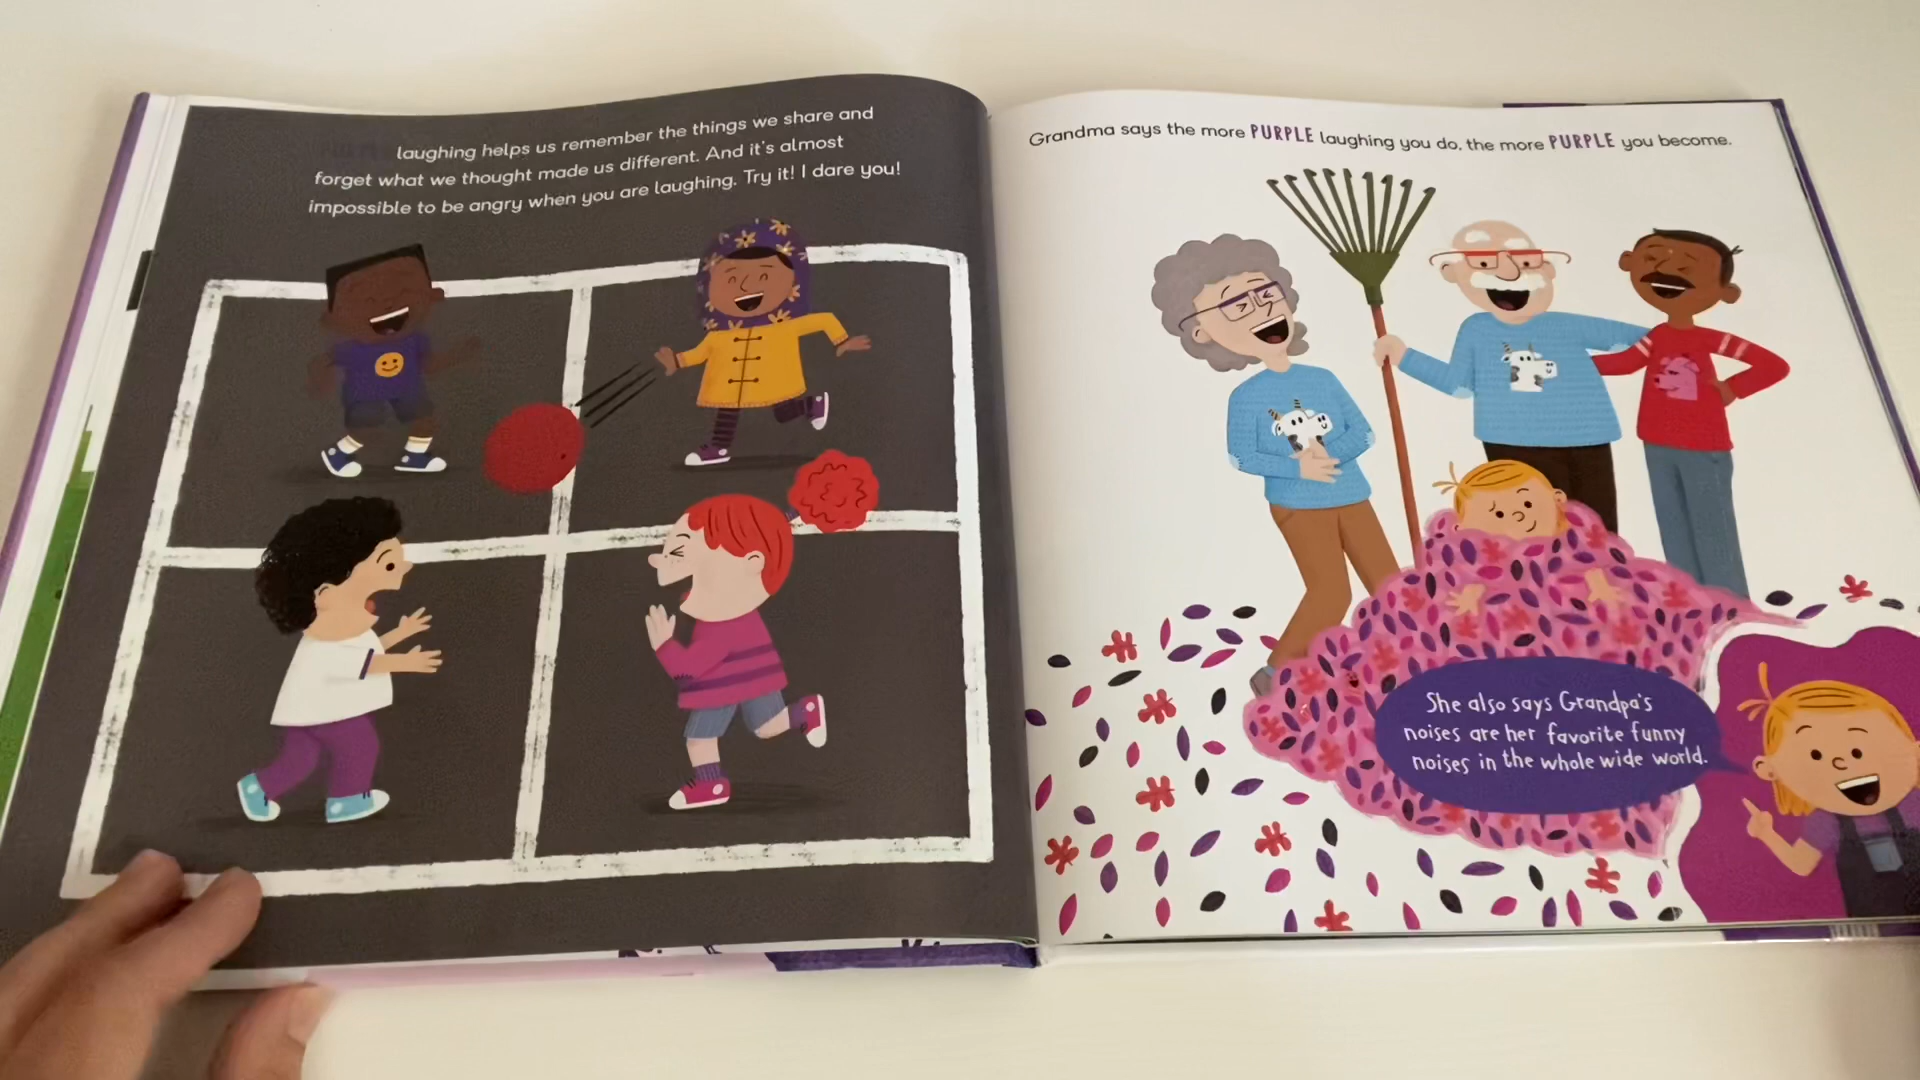 laughing helps us remember the things we share and
forget what we thought made us different. And it's almost
impossible to be angry when you are laughing. Try it! I dare you!
Grandma says the more PURPLE laughing you do, the more PURPLE you become.
She also says Grandpa's
noises are her favorite funny
noises in the whole wide world.